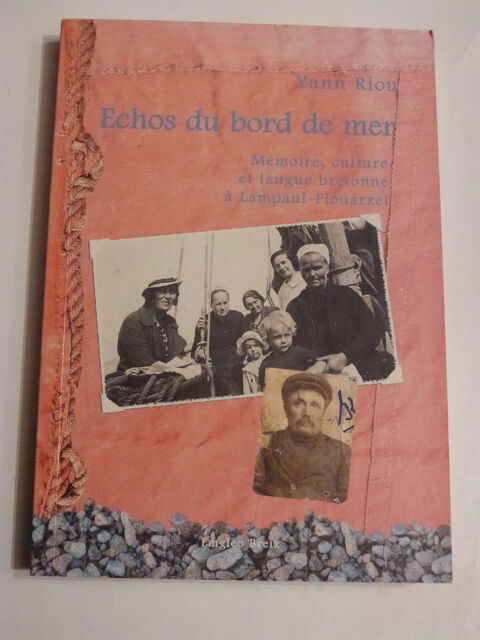 Yann Riou
Echos du bord de mer
Mémoire, culture
et langue bretonne
à Lampaul-Plouarzel
Emgleo Breiz